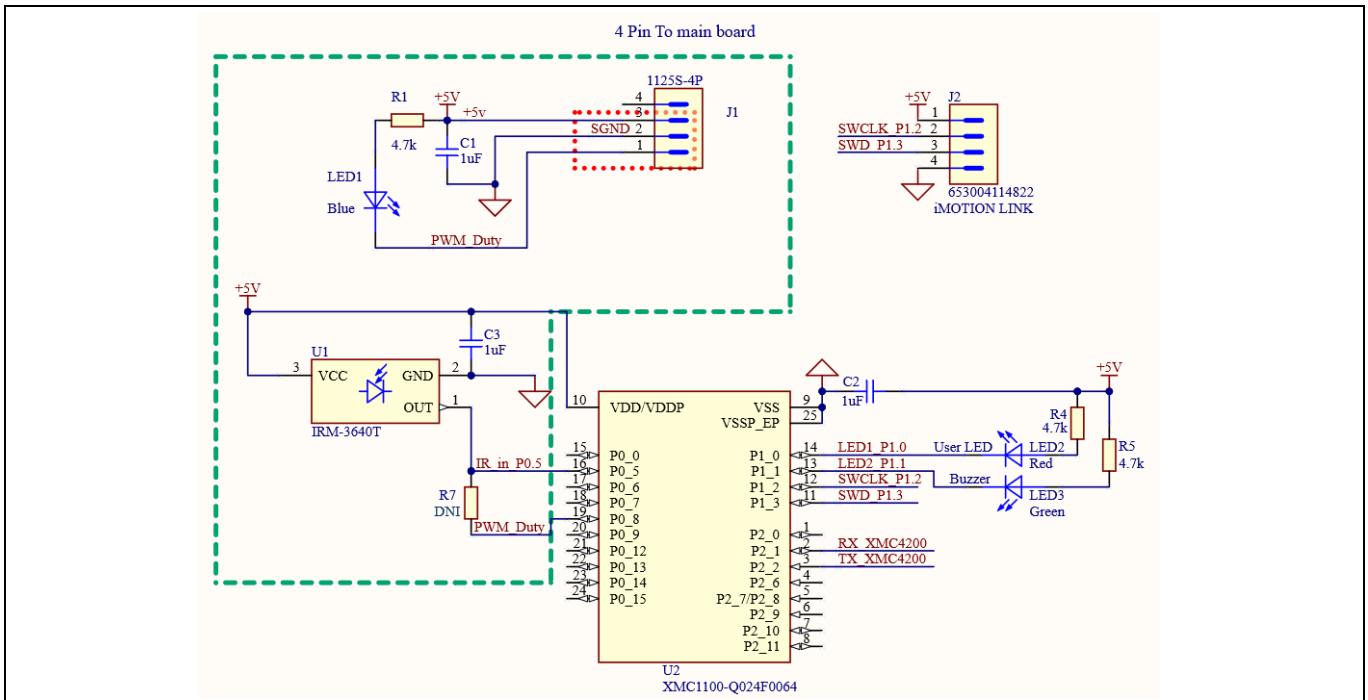 4 Pin To main board
1125S-4P
J1
4
3
2
1
R1
4.7k
+5V
+5v
SGND
C1
1uF
LED1
Blue
PWM_Duty
+5V
J2
1
SWCLK_P1.2
2
SWD_P1.3
3
4
653004114822
iMOTION LINK
+5V
C3
1uF
U1
3
VCC
GND
2
OUT
1
IRM-3640T
IR_in_P0.5
R7
DNI
PWM_Duty
10
VDD/VDDP
15
P0_0
16
P0_5
17
P0_6
18
P0_7
19
P0_8
20
P0_9
21
P0_12
22
P0_13
23
P0_14
24
P0_15
VSS
9
VSSP_EP
25
P1_0
14
LED1_P1.0
P1_1
13
LED2_P1.1
P1_2
12
SWCLK_P1.2
P1_3
11
SWD_P1.3
P2_0
1
P2_1
2
RX_XMC4200
P2_2
3
TX_XMC4200
P2_6
4
P2_7/P2_8
5
P2_9
6
P2_10
7
P2_11
8
U2
XMC1100-Q024F0064
C2
1uF
+5V
R4
4.7k
R5
4.7k
User LED
LED2
Red
Buzzer
LED3
Green